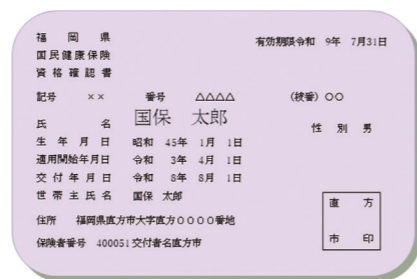 福岡県 有効期限令和 9年 7月31日
国民健康保険
資格確認書
記号 ×× 番号 △△△△ (枝番) ○○
氏名 国保 太郎 性別 男
生年月日 昭和 45年 1月 1日
適用開始年月日 令和 3年 4月 1日
交付年月日 令和 8年 8月 1日
世帯主氏名 国保 太郎
住所 福岡県直方市大字直方○○○○番地
保険者番号 400051 交付者名直方市
直方
市印